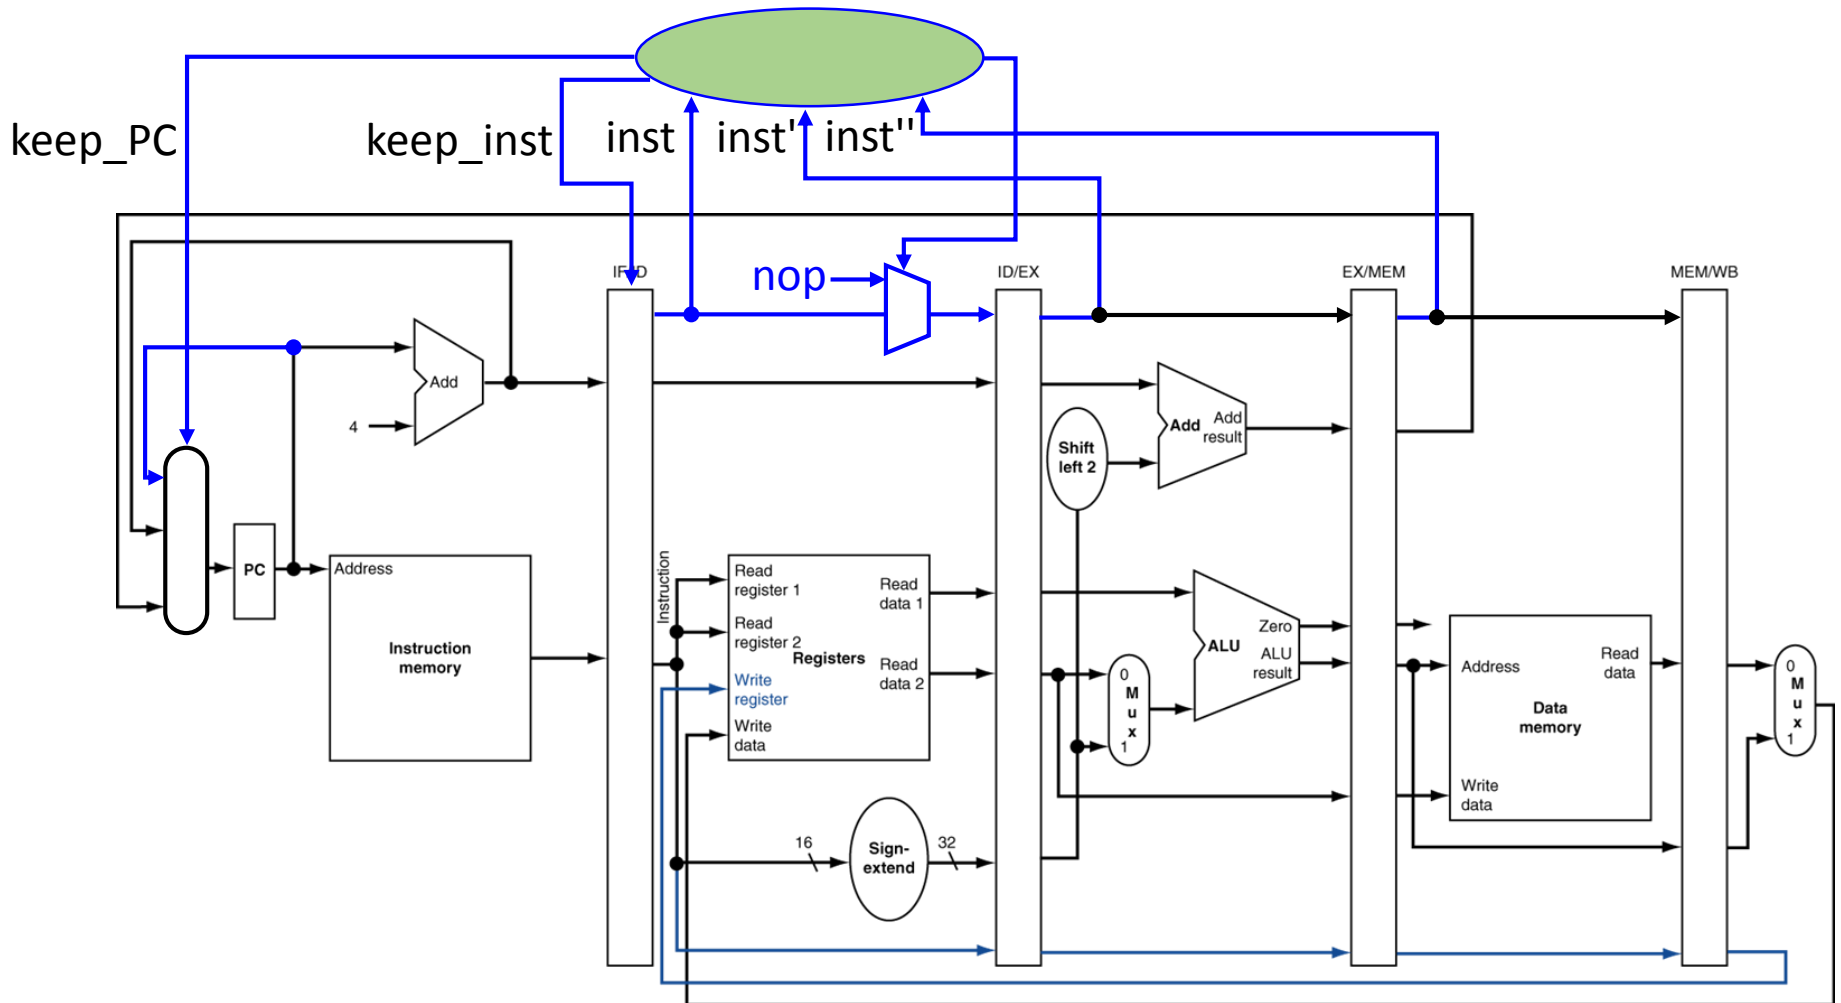 keep_PC
keep_inst
inst
inst'
inst''
nop
IF/ID
ID/EX
EX/MEM
MEM/WB
Add
4
Shift
left 2
Add
Add
result
PC
Address
Instruction
memory
Instruction
Read
register 1
Read
register 2
Registers
Write
register
Write
data
Read
data 1
Read
data 2
16
Sign-
extend
32
0
M
u
x
1
Zero
ALU
ALU
result
Address
Read
data
Data
memory
Write
data
0
M
u
x
1